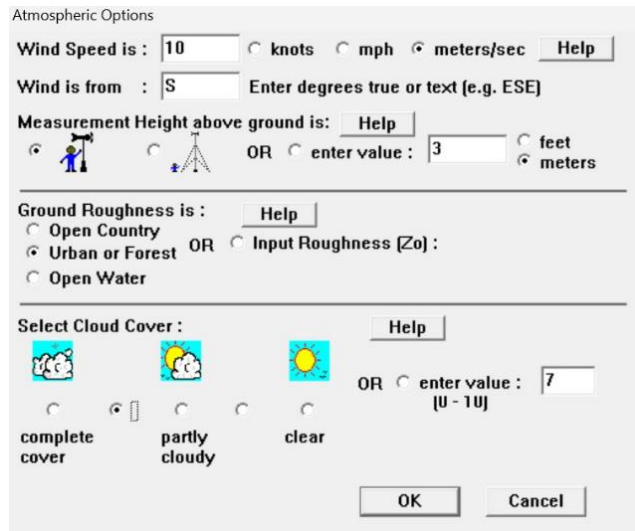 Atmospheric Options
Wind Speed is : 10 knots mph meters/sec Help
Wind is from : S Enter degrees true or text (e.g. ESE)
Measurement Height above ground is: Help
OR enter value : 3 feet
meters
Ground Roughness is : Help
Open Country
Urban or Forest OR Input Roughness (Zo) :
Open Water
Select Cloud Cover : Help
OR enter value : 7
(0 - 10)
complete cover partly cloudy clear
OK Cancel